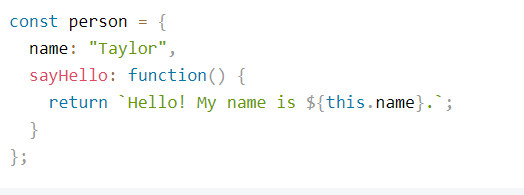 const person = {
  name: "Taylor",
  sayHello: function() {
    return `Hello! My name is ${this.name}.`;
  }
};